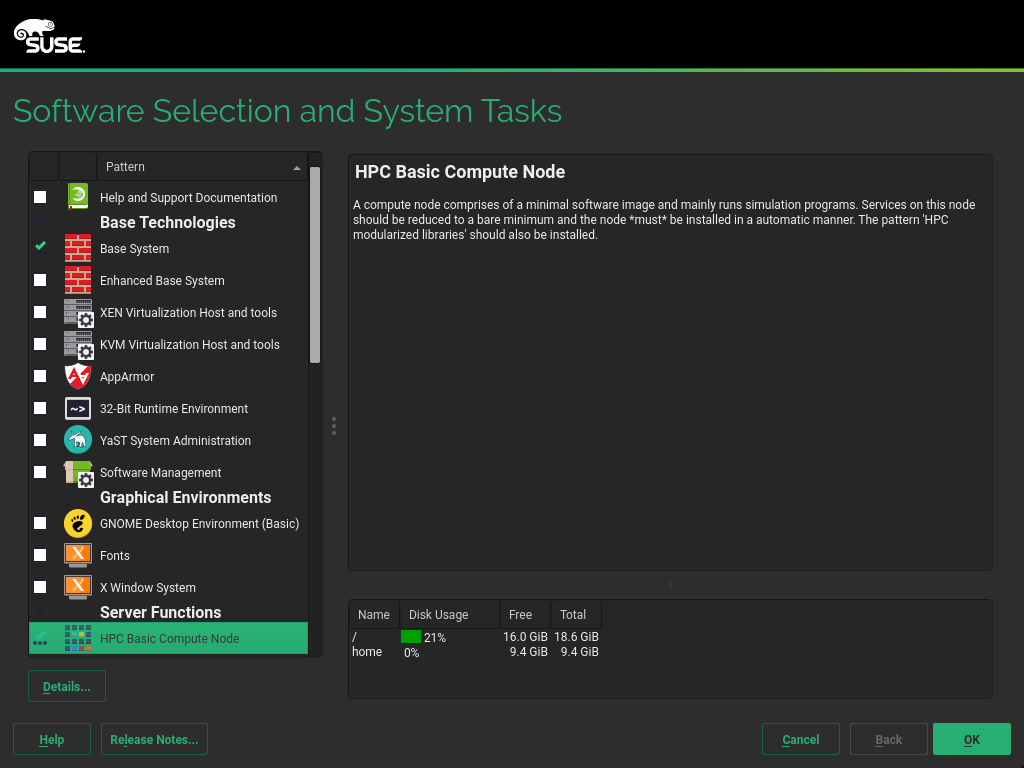 SUSE.
Software Selection and System Tasks
Pattern
Help and Support Documentation
Base Technologies
Base System
Enhanced Base System
XEN Virtualization Host and tools
KVM Virtualization Host and tools
AppArmor
32-Bit Runtime Environment
YaST System Administration
Software Management
Graphical Environments
GNOME Desktop Environment (Basic)
Fonts
X Window System
Server Functions
HPC Basic Compute Node
Details...
HPC Basic Compute Node
A compute node comprises of a minimal software image and mainly runs simulation programs. Services on this node
should be reduced to a bare minimum and the node *must* be installed in a automatic manner. The pattern 'HPC
modularized libraries' should also be installed.
Name Disk Usage Free Total
/ 21% 16.0 GiB 18.6 GiB
home 0% 9.4 GiB 9.4 GiB
Help Release Notes... Cancel Back OK